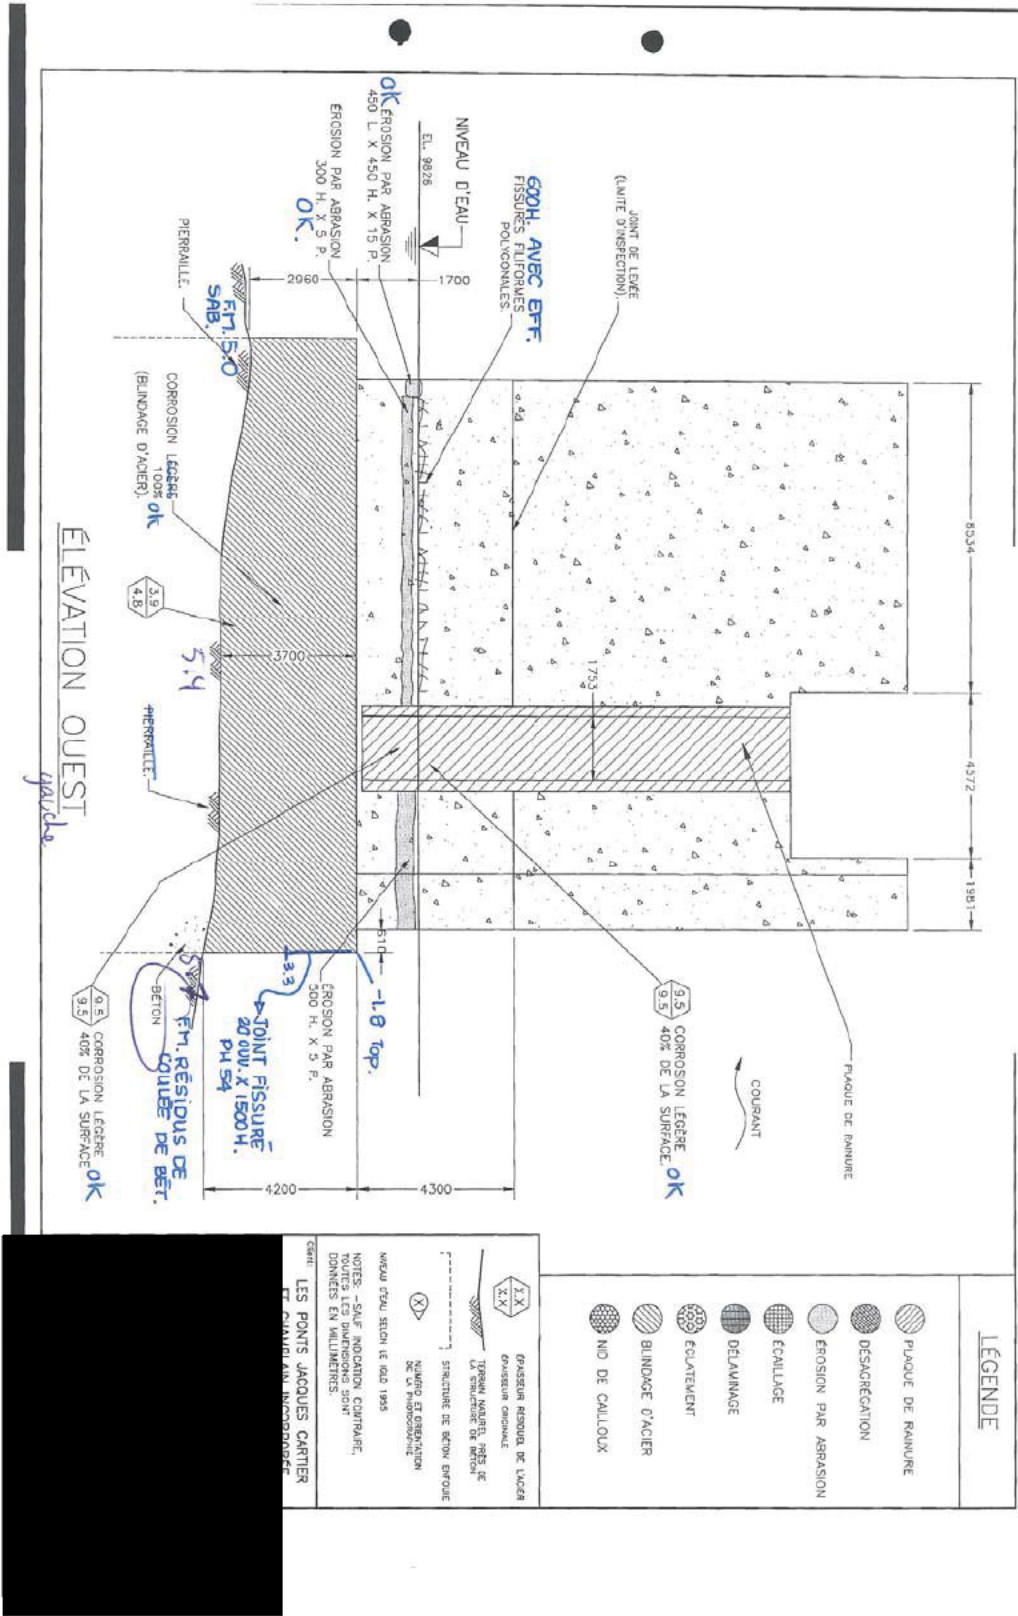 8534
4572
1981
JOINT DE LEVÉE
(LIMITE D'INSPECTION).
600H. AVEC EFF.
FISSURES FILIFORMES
POLYGONALES
NIVEAU D'EAU
EL. 9826
OK
ÉROSION PAR ABRASION
450 L X 450 H. X 15 P.
ÉROSION PAR ABRASION
300 H. X 5 P.
OK.
1700
2960
PIERRAILLE.
F.M. 5.0
SAB.
CORROSION LÉGÈRE
100% OK
(BLINDAGE D'ACIER).
3.9
4.8
3700
5.4
PIERRAILLE.
1753
PLAQUE DE RAINURE
COURANT
9.5
9.5
CORROSON LÉGÈRE
40% DE LA SURFACE. OK
510
ÉROSION PAR ABRASION
500 H. X 5 P.
-1.8 TOP.
-3.3
JOINT FISSURÉ
20 OUV. X 1500 H.
PH 54
BÉTON
F.M. RÉSIDUS DE
COULÉE DE BÉT.
9.5
9.5
CORROSION LÉGÈRE
40% DE LA SURFACE OK
4300
4200
ÉLÉVATION OUEST
gauche
LÉGENDE
PLAQUE DE RAINURE
DÉSAGRÉGATION
ÉROSION PAR ABRASION
ÉCAILLAGE
DÉLAMINAGE
ÉCLATEMENT
BLINDAGE D'ACIER
NID DE CAILLOUX
X.X
X.X
ÉPAISSEUR RÉSIDUEL DE L'ACIER
ÉPAISSEUR ORIGINALE
TERRAIN NATUREL PRÈS DE
LA STRUCTURE DE BÉTON
STRUCTURE DE BÉTON ENFOUIE
X
NUMÉRO ET ORIENTATION
DE LA PHOTOGRAPHIE
NIVEAU D'EAU SELON LE IGLD 1955
NOTES: -SAUF INDICATION CONTRAIRE,
TOUTES LES DIMENSIONS SONT
DONNÉES EN MILLIMÈTRES.
Client:
LES PONTS JACQUES CARTIER
ET CHAMPLAIN INCORPORÉE